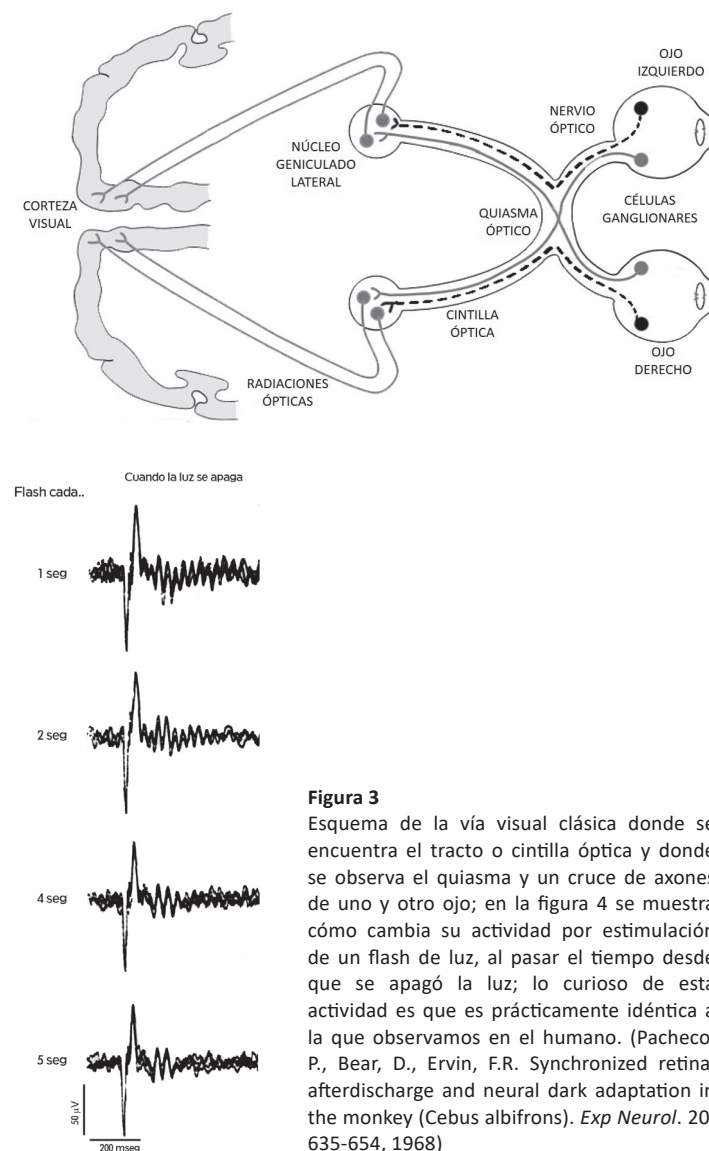 OJO
IZQUIERDO
NERVIO
ÓPTICO
NÚCLEO
GENICULADO
LATERAL
CORTEZA
VISUAL
QUIASMA
ÓPTICO
CÉLULAS
GANGLIONARES
CINTILLA
ÓPTICA
OJO
DERECHO
RADIACIONES
ÓPTICAS
Cuando la luz se apaga
Flash cada..
1 seg
2 seg
4 seg
5 seg
50 µV
200 mseg
Figura 3
Esquema de la vía visual clásica donde se
encuentra el tracto o cintilla óptica y donde
se observa el quiasma y un cruce de axones
de uno y otro ojo; en la figura 4 se muestra
cómo cambia su actividad por estimulación
de un flash de luz, al pasar el tiempo desde
que se apagó la luz; lo curioso de esta
actividad es que es prácticamente idéntica a
la que observamos en el humano. (Pacheco,
P., Bear, D., Ervin, F.R. Synchronized retinal
afterdischarge and neural dark adaptation in
the monkey (Cebus albifrons). Exp Neurol. 20:
635-654, 1968)